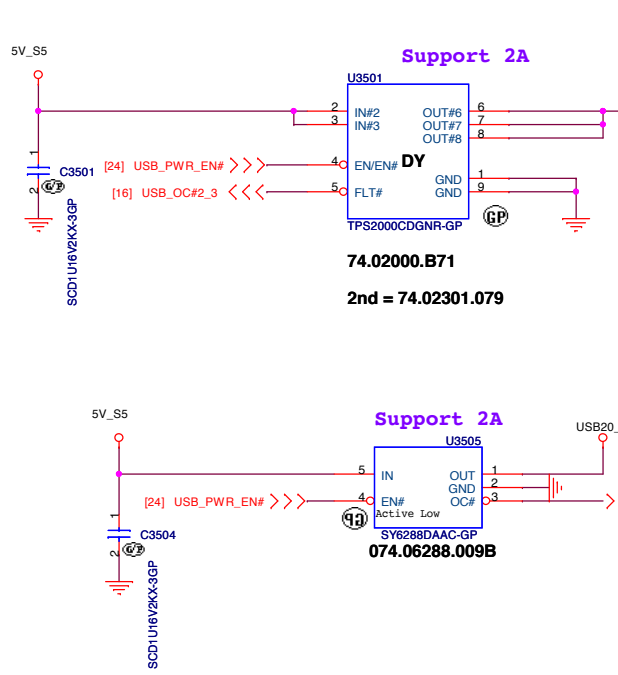 Support 2A
5V_S5
U3501
2 IN#2 OUT#6 6
3 IN#3 OUT#7 7
OUT#8 8
[24] USB_PWR_EN# 4 EN/EN# DY
1 C3501
2 GP
GND 1
[16] USB_OC#2_3 5 FLT# GND 9
GP
SCD1U16V2KX-3GP
TPS2000CDGNR-GP
74.02000.B71
2nd = 74.02301.079
Support 2A
5V_S5
USB20_
U3505
5 IN OUT 1
GND 2
[24] USB_PWR_EN# 4 EN# OC# 3
Active Low
GP
1 C3504
2 GP
SCD1U16V2KX-3GP
SY6288DAAC-GP
074.06288.009B